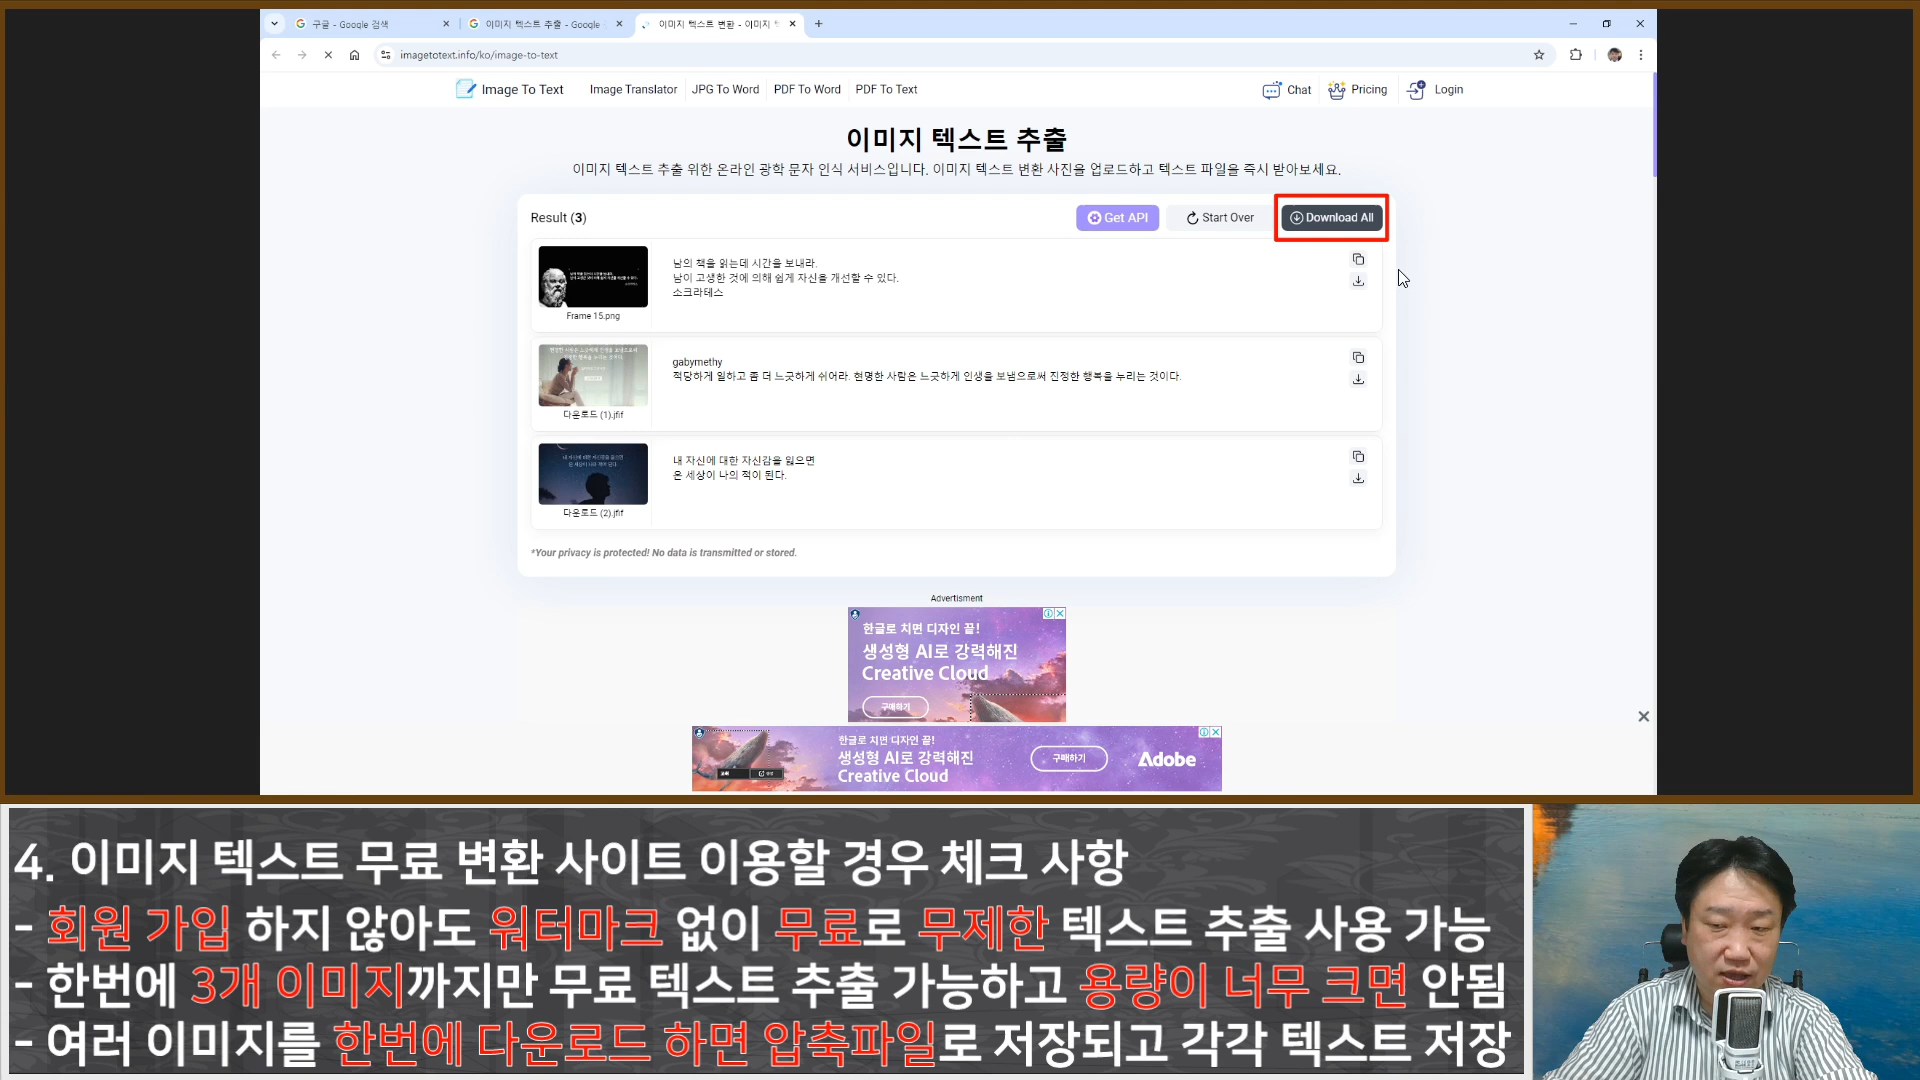 구글 - Google 검색
이미지 텍스트 추출 - Google
이미지 텍스트 변환 - 이미지
imagetotext.info/ko/image-to-text
Image To Text
Image Translator
JPG To Word
PDF To Word
PDF To Text
Chat
Pricing
Login
이미지 텍스트 추출
이미지 텍스트 추출 위한 온라인 광학 문자 인식 서비스입니다. 이미지 텍스트 변환 사진을 업로드하고 텍스트 파일을 즉시 받아보세요.
Result (3)
Get API
Start Over
Download All
남의 책을 읽는데 시간을 보내라.
남이 고생한 것에 의해 쉽게 자신을 개선할 수 있다.
소크라테스
Frame 15.png
gabymethy
적당하게 일하고 좀 더 느긋하게 쉬어라. 현명한 사람은 느긋하게 인생을 보냄으로써 진정한 행복을 누리는 것이다.
다운로드 (1).jfif
내 자신에 대한 자신감을 잃으면
온 세상이 나의 적이 된다.
다운로드 (2).jfif
*Your privacy is protected! No data is transmitted or stored.
Advertisment
한글로 치면 디자인 끝!
생성형 AI로 강력해진
Creative Cloud
구매하기
한글로 치면 디자인 끝!
생성형 AI로 강력해진
Creative Cloud
구매하기
Adobe
4. 이미지 텍스트 무료 변환 사이트 이용할 경우 체크 사항
- 회원 가입 하지 않아도 워터마크 없이 무료로 무제한 텍스트 추출 사용 가능
- 한번에 3개 이미지까지만 무료 텍스트 추출 가능하고 용량이 너무 크면 안됨
- 여러 이미지를 한번에 다운로드 하면 압축파일로 저장되고 각각 텍스트 저장